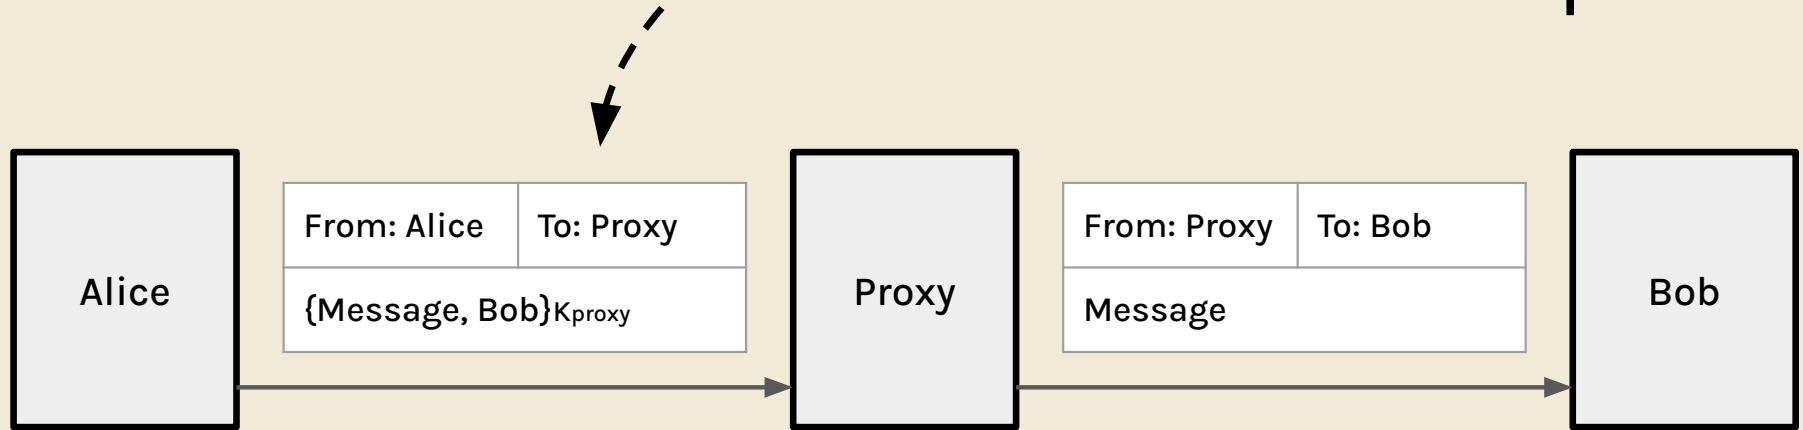 Alice
From: Alice
To: Proxy
{Message, Bob}Kproxy
Proxy
From: Proxy
To: Bob
Message
Bob